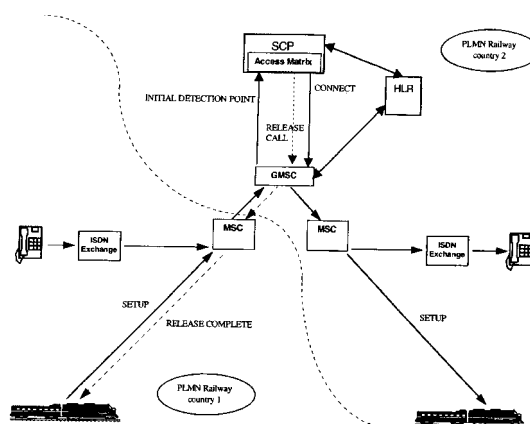 SCP
Access Matrix
PLMN Railway
country 2
HLR
INITIAL DETECTION POINT
CONNECT
RELEASE
CALL
GMSC
MSC
MSC
ISDN
Exchange
ISDN
Exchange
SETUP
RELEASE COMPLETE
SETUP
PLMN Railway
country 1